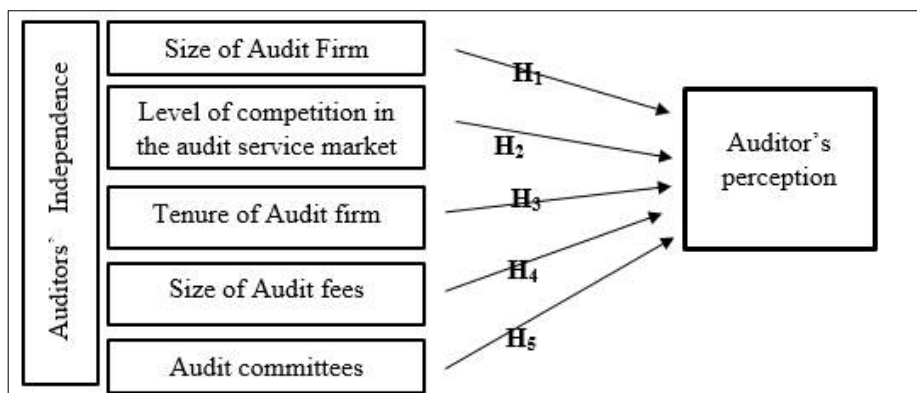 Auditors` Independence
Size of Audit Firm
Level of competition in
the audit service market
Tenure of Audit firm
Size of Audit fees
Audit committees
H1
H2
H3
H4
H5
Auditor's
perception